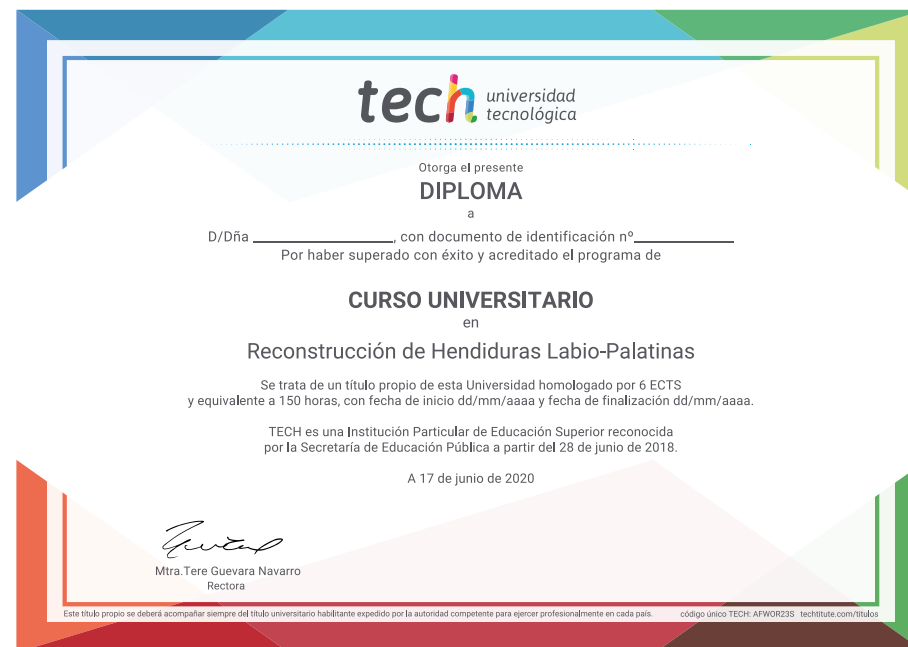 tech universidad
tecnológica
Otorga el presente
DIPLOMA
a
D/Dña ______________, con documento de identificación nº__________
Por haber superado con éxito y acreditado el programa de
CURSO UNIVERSITARIO
en
Reconstrucción de Hendiduras Labio-Palatinas
Se trata de un título propio de esta Universidad homologado por 6 ECTS
y equivalente a 150 horas, con fecha de inicio dd/mm/aaaa y fecha de finalización dd/mm/aaaa.
TECH es una Institución Particular de Educación Superior reconocida
por la Secretaría de Educación Pública a partir del 28 de junio de 2018.
A 17 de junio de 2020
Mtra.Tere Guevara Navarro
Rectora
Este título propio se deberá acompañar siempre del título universitario habilitante expedido por la autoridad competente para ejercer profesionalmente en cada país. código único TECH: AFWOR23S techtitute.com/titulos